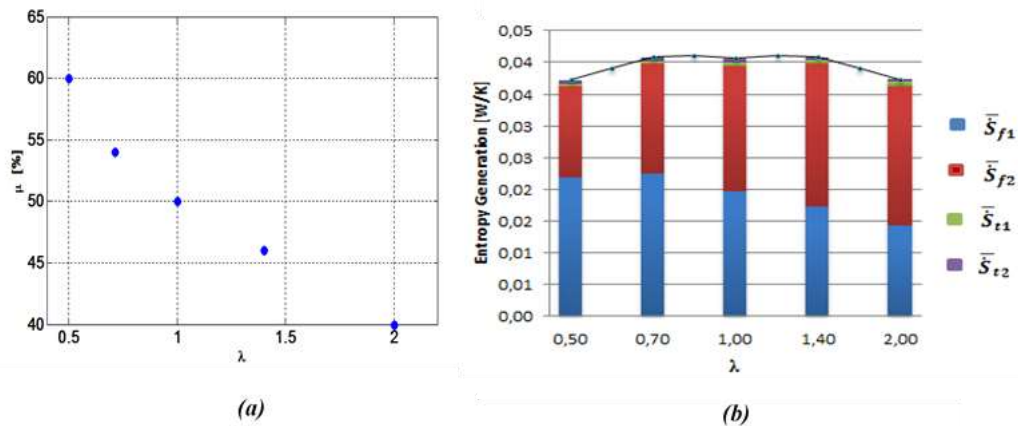 65
60
55
50
45
40
μ [%]
0.5
1
1.5
2
λ
(a)
0,05
0,04
0,04
0,03
0,03
0,02
0,02
0,01
0,01
0,00
Entropy Generation [W/K]
0,50
0,70
1,00
1,40
2,00
λ
(b)
S̄̇f1
S̄̇f2
S̄̇t1
S̄̇t2